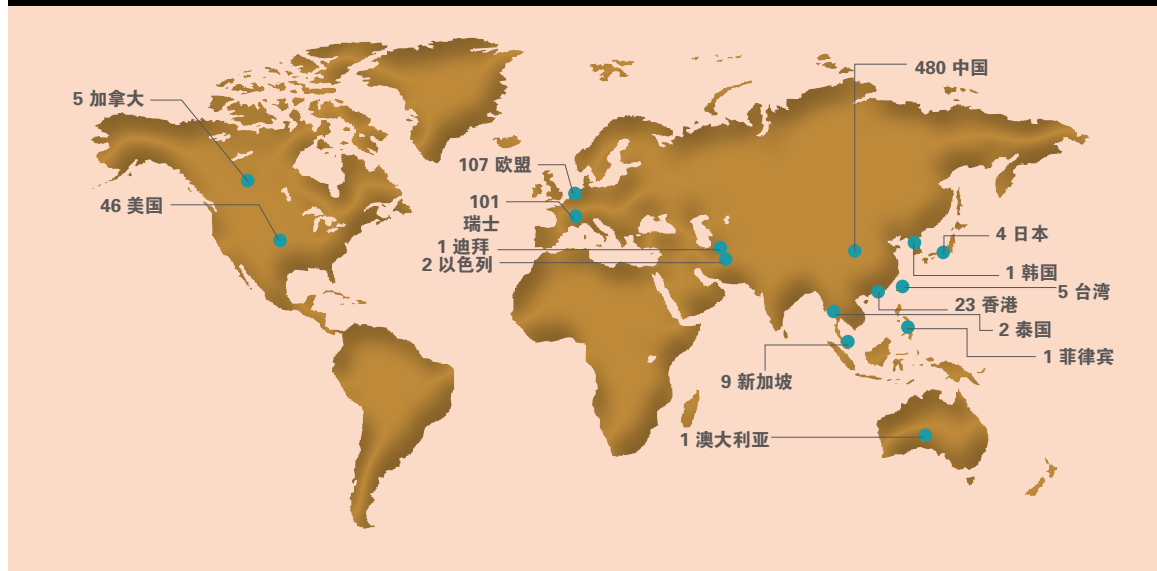 480 中国
5 加拿大
107 欧盟
101
瑞士
46 美国
1 迪拜
2 以色列
4 日本
1 韩国
5 台湾
23 香港
2 泰国
1 菲律宾
9 新加坡
1 澳大利亚